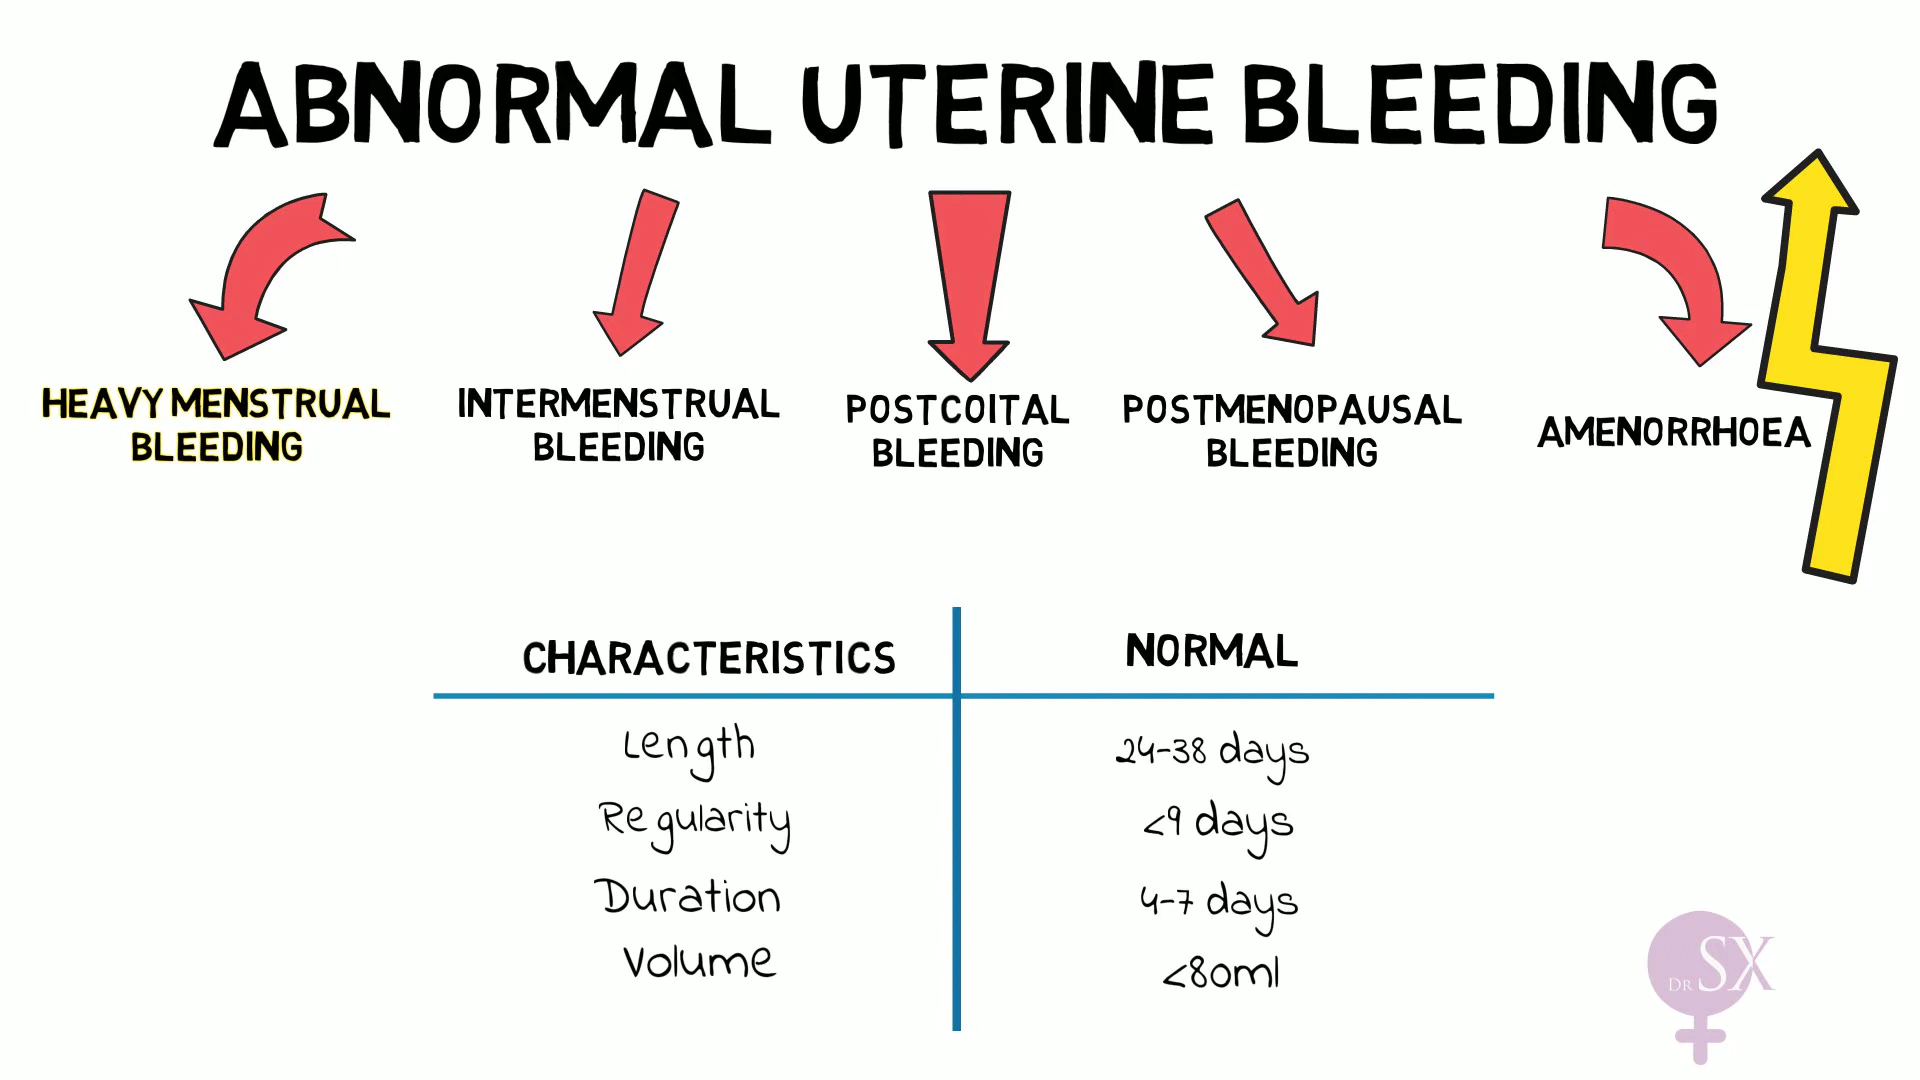 ABNORMAL UTERINE BLEEDING
HEAVY MENSTRUAL
BLEEDING
INTERMENSTRUAL
BLEEDING
POSTCOITAL
BLEEDING
POSTMENOPAUSAL
BLEEDING
AMENORRHOEA
CHARACTERISTICS
NORMAL
Length
24-38 days
Regularity
<9 days
Duration
4-7 days
Volume
<80ml
DR SX